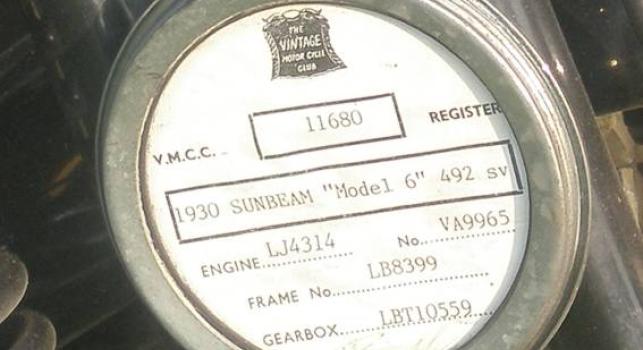 THE
VINTAGE
MOTOR CYCLE
CLUB
V.M.C.C. 11680 REGISTER
1930 SUNBEAM "Model 6" 492 sv
ENGINE LJ4314 No. VA9965
FRAME No. LB8399
GEARBOX LBT10559